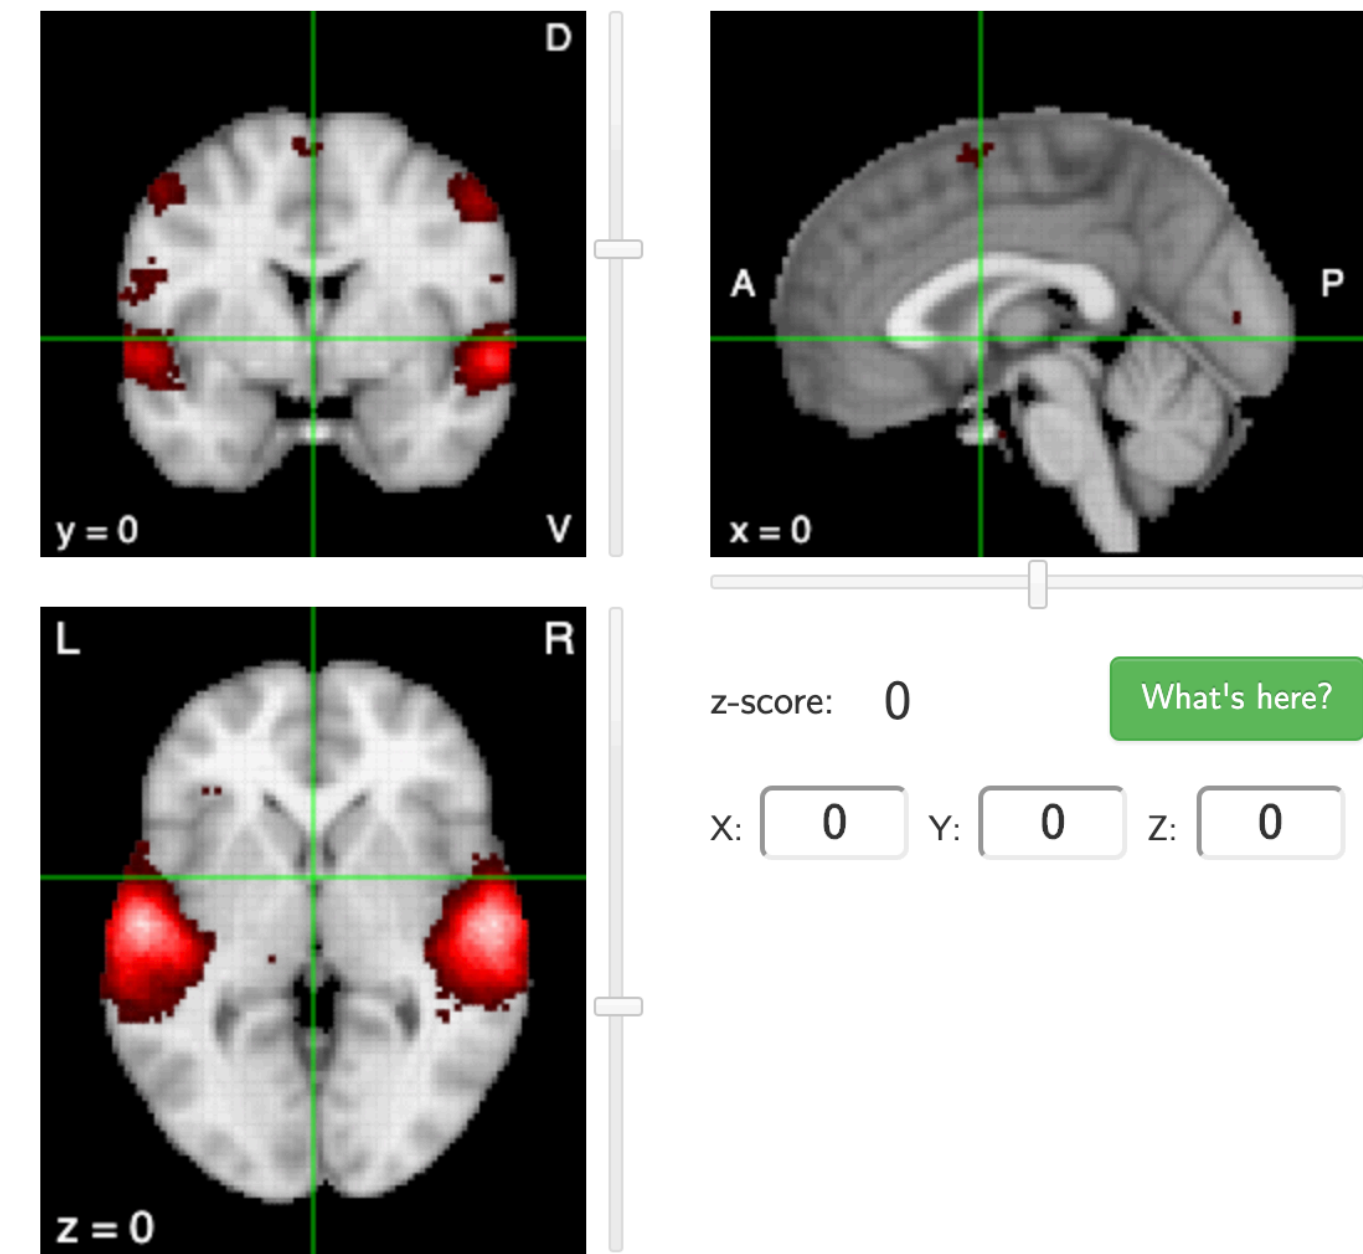 D
y = 0
V
A
P
x = 0
L
R
z = 0
z-score: 0
What's here?
X: 0 Y: 0 Z: 0